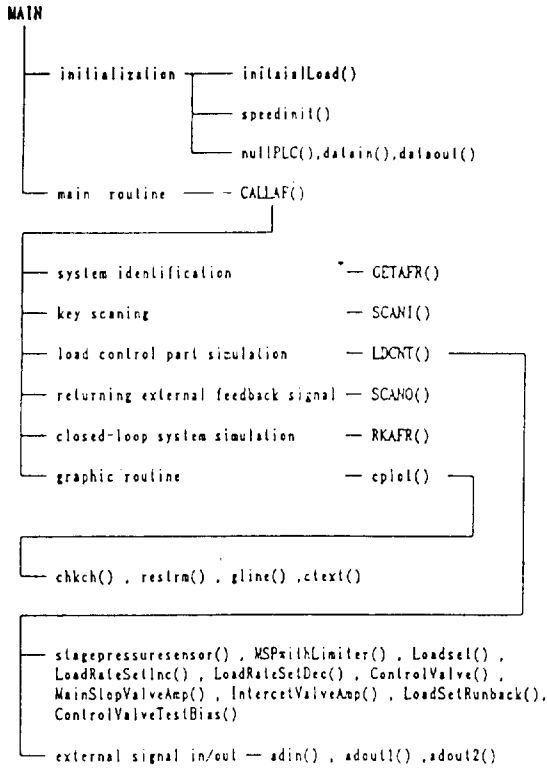 MAIN
initialization — initaialLoad()
speedinit()
nullPLC(),datain(),dataout()
main routine — - CALLAF()
system identification — GETAFR()
key scaning — SCANI()
load control part simulation — LDCNT()
returning external feedback signal — SCANO()
closed-loop system simulation — RKAFR()
graphic routine — cplot()
chkch() , restrm() , gline() ,ctext()
stagepressuresensor() , MSPwithLimiter() , Loadset() ,
LoadRateSetInc() , LoadRateSetDec() , ControlValve() ,
MainStopValveAmp() , IntercetValveAmp() , LoadSetRunback(),
ControlValveTestBias()
external signal in/out — adin() , adout1() ,adout2()